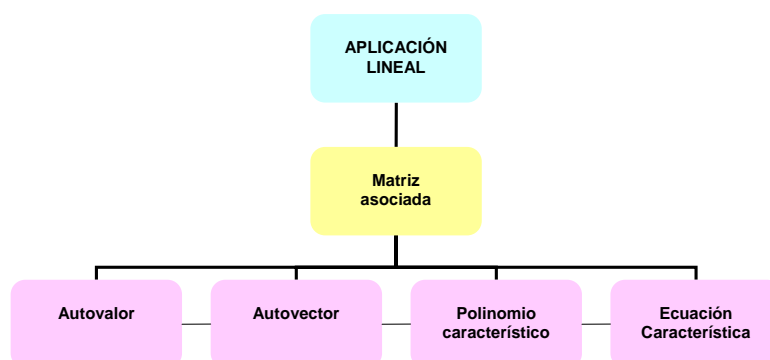 APLICACIÓN
LINEAL
Matriz
asociada
Autovalor
Autovector
Polinomio
característico
Ecuación
Característica